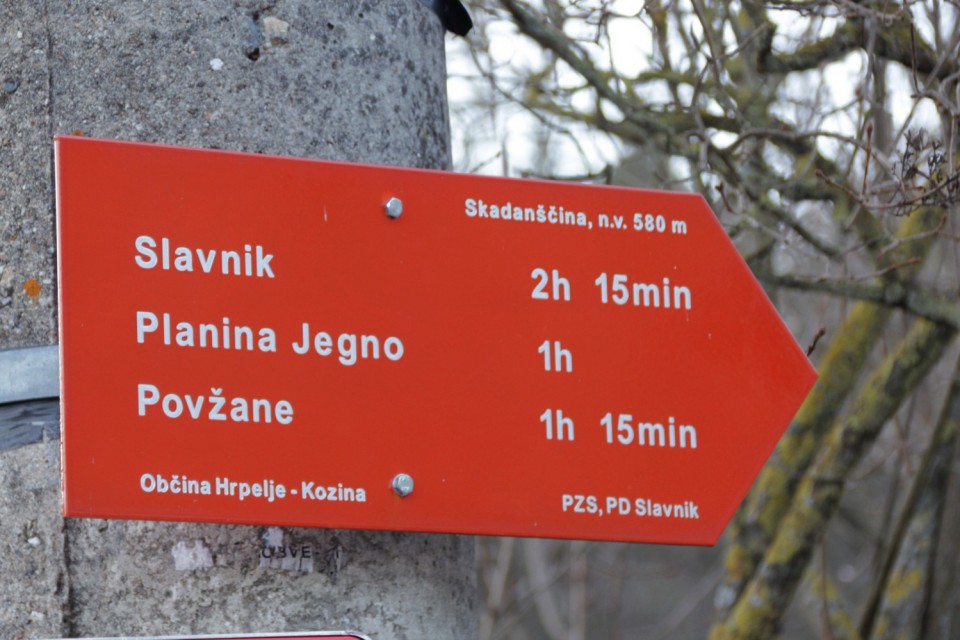 Skadanščina, n.v. 580 m
Slavnik 2h 15min
Planina Jegno 1h
Povžane 1h 15min
Občina Hrpelje - Kozina PZS, PD Slavnik